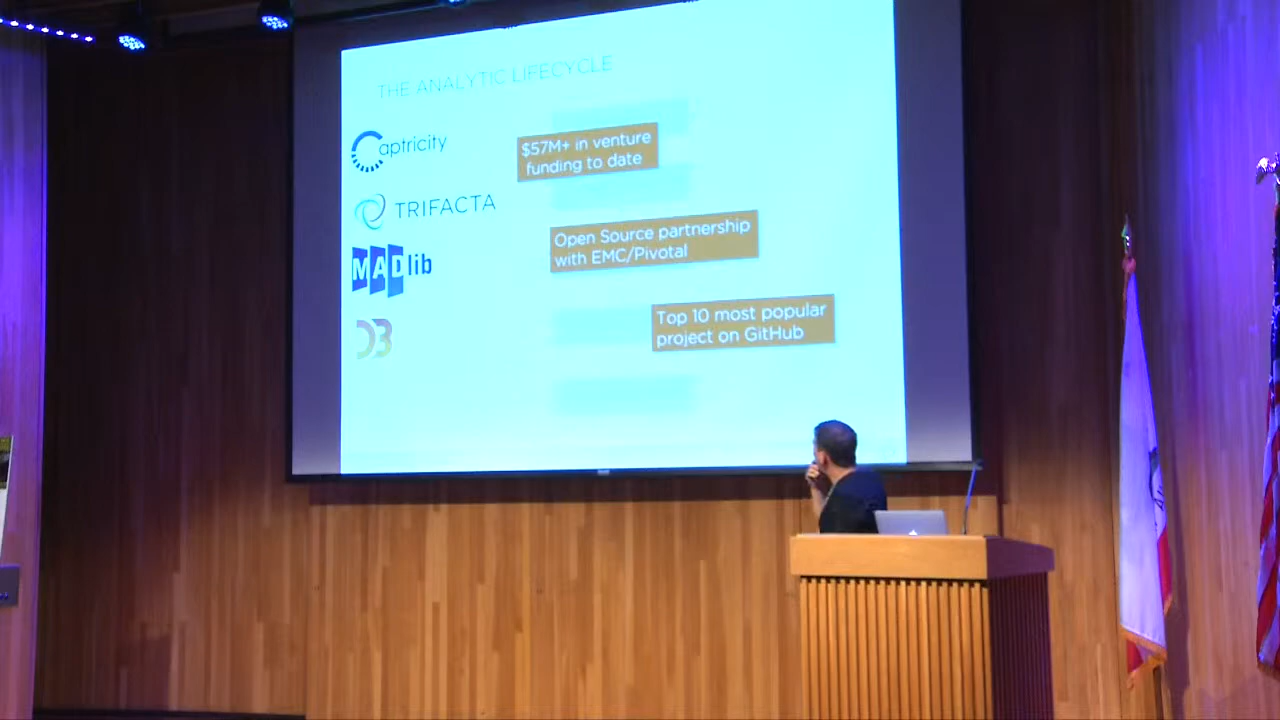 THE ANALYTIC LIFECYCLE
Captricity
$57M+ in venture
funding to date
TRIFACTA
Open Source partnership
with EMC/Pivotal
MADlib
Top 10 most popular
project on GitHub
D3